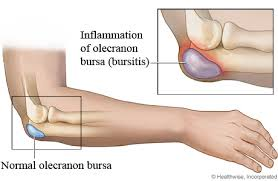 Inflammation
of olecranon
bursa (bursitis)
Normal olecranon bursa
© Healthwise, Incorporated